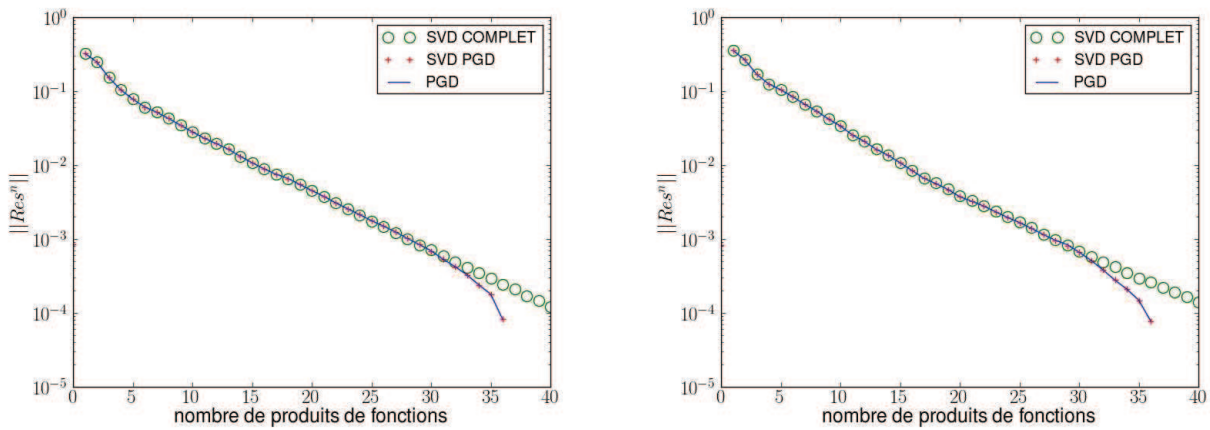 10^0
10^-1
10^-2
10^-3
10^-4
10^-5
||Res^n||
SVD COMPLET
SVD PGD
PGD
0 5 10 15 20 25 30 35 40
nombre de produits de fonctions
10^0
10^-1
10^-2
10^-3
10^-4
10^-5
||Res^n||
SVD COMPLET
SVD PGD
PGD
0 5 10 15 20 25 30 35 40
nombre de produits de fonctions